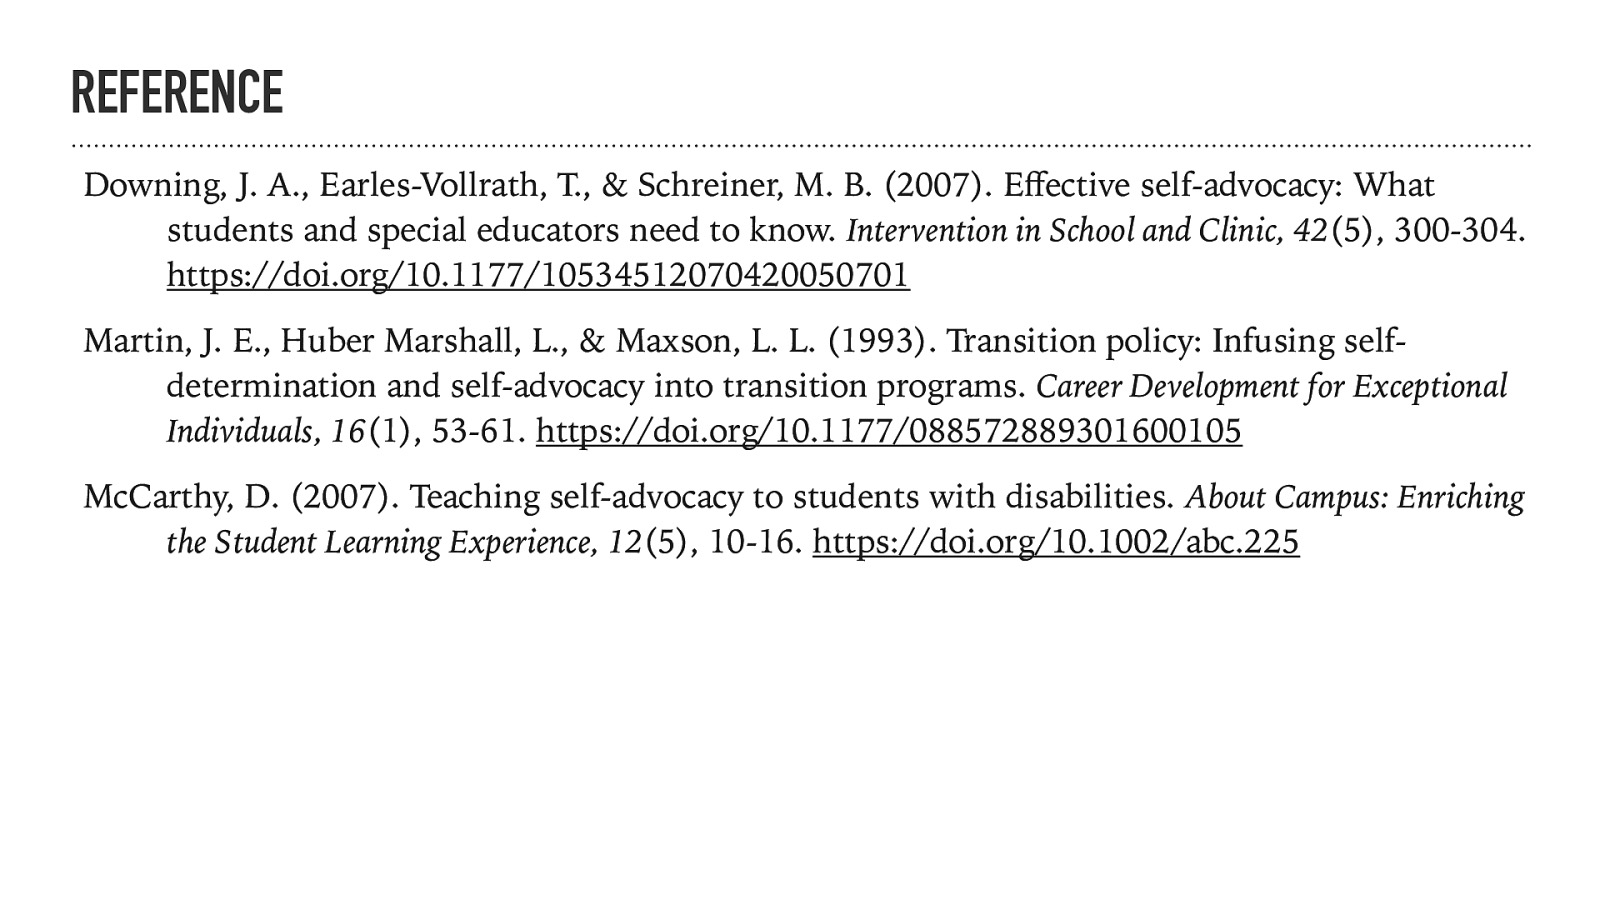 REFERENCE
Downing, J. A., Earles-Vollrath, T., & Schreiner, M. B. (2007). Effective self-advocacy: What
students and special educators need to know. Intervention in School and Clinic, 42(5), 300-304.
https://doi.org/10.1177/10534512070420050701
Martin, J. E., Huber Marshall, L., & Maxson, L. L. (1993). Transition policy: Infusing self-
determination and self-advocacy into transition programs. Career Development for Exceptional
Individuals, 16(1), 53-61. https://doi.org/10.1177/088572889301600105
McCarthy, D. (2007). Teaching self-advocacy to students with disabilities. About Campus: Enriching
the Student Learning Experience, 12(5), 10-16. https://doi.org/10.1002/abc.225